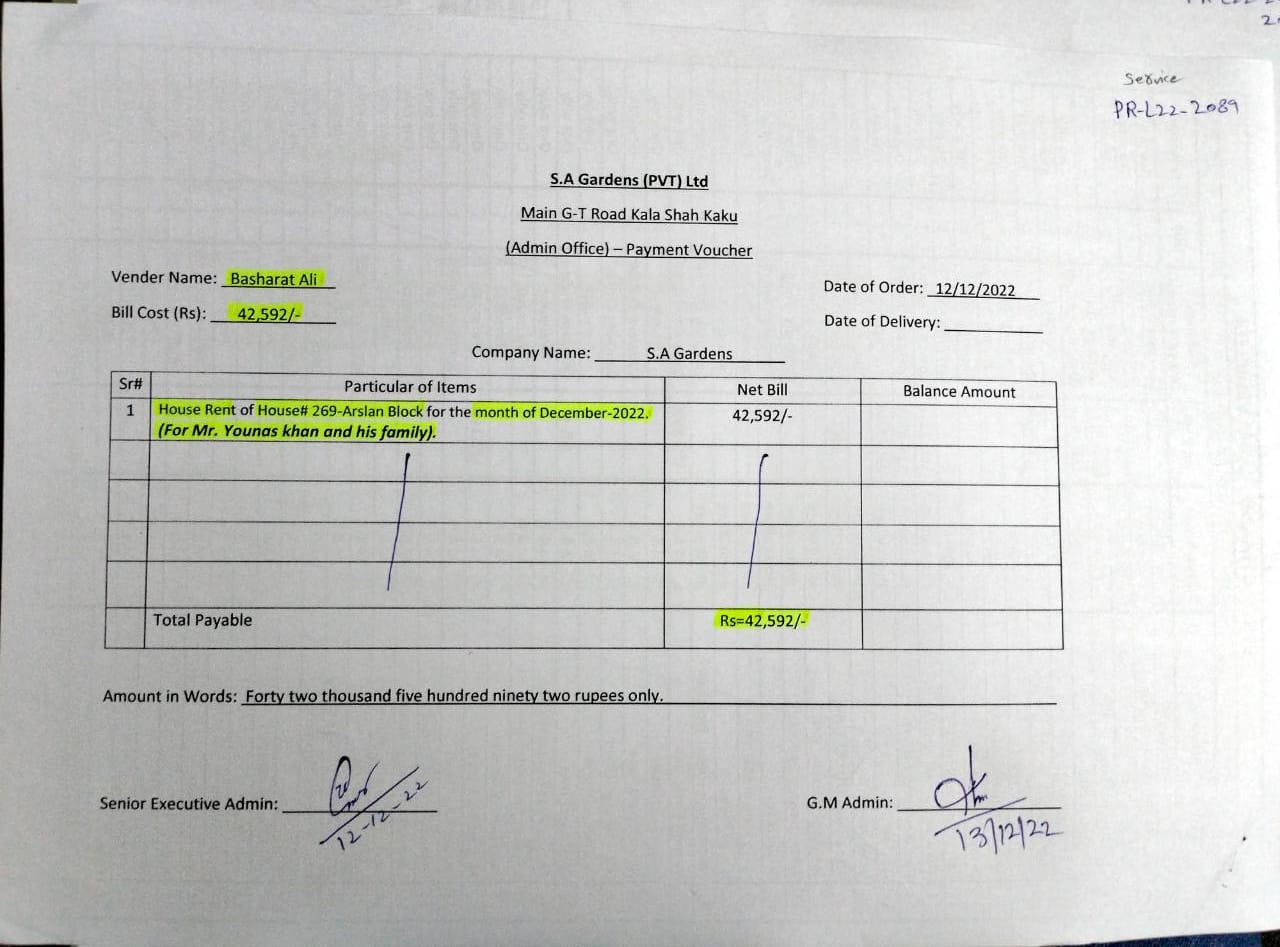 Service
PR-L22-2089
S.A Gardens (PVT) Ltd
Main G-T Road Kala Shah Kaku
(Admin Office) – Payment Voucher
Vender Name: Basharat Ali
Date of Order: 12/12/2022
Bill Cost (Rs): 42,592/-
Date of Delivery:
Company Name: S.A Gardens
Sr# Particular of Items Net Bill Balance Amount
1 House Rent of House# 269-Arslan Block for the month of December-2022. 42,592/-
(For Mr. Younas khan and his family).
Total Payable Rs=42,592/-
Amount in Words: Forty two thousand five hundred ninety two rupees only.
Senior Executive Admin: G.M Admin:
12-12-22 13/12/22